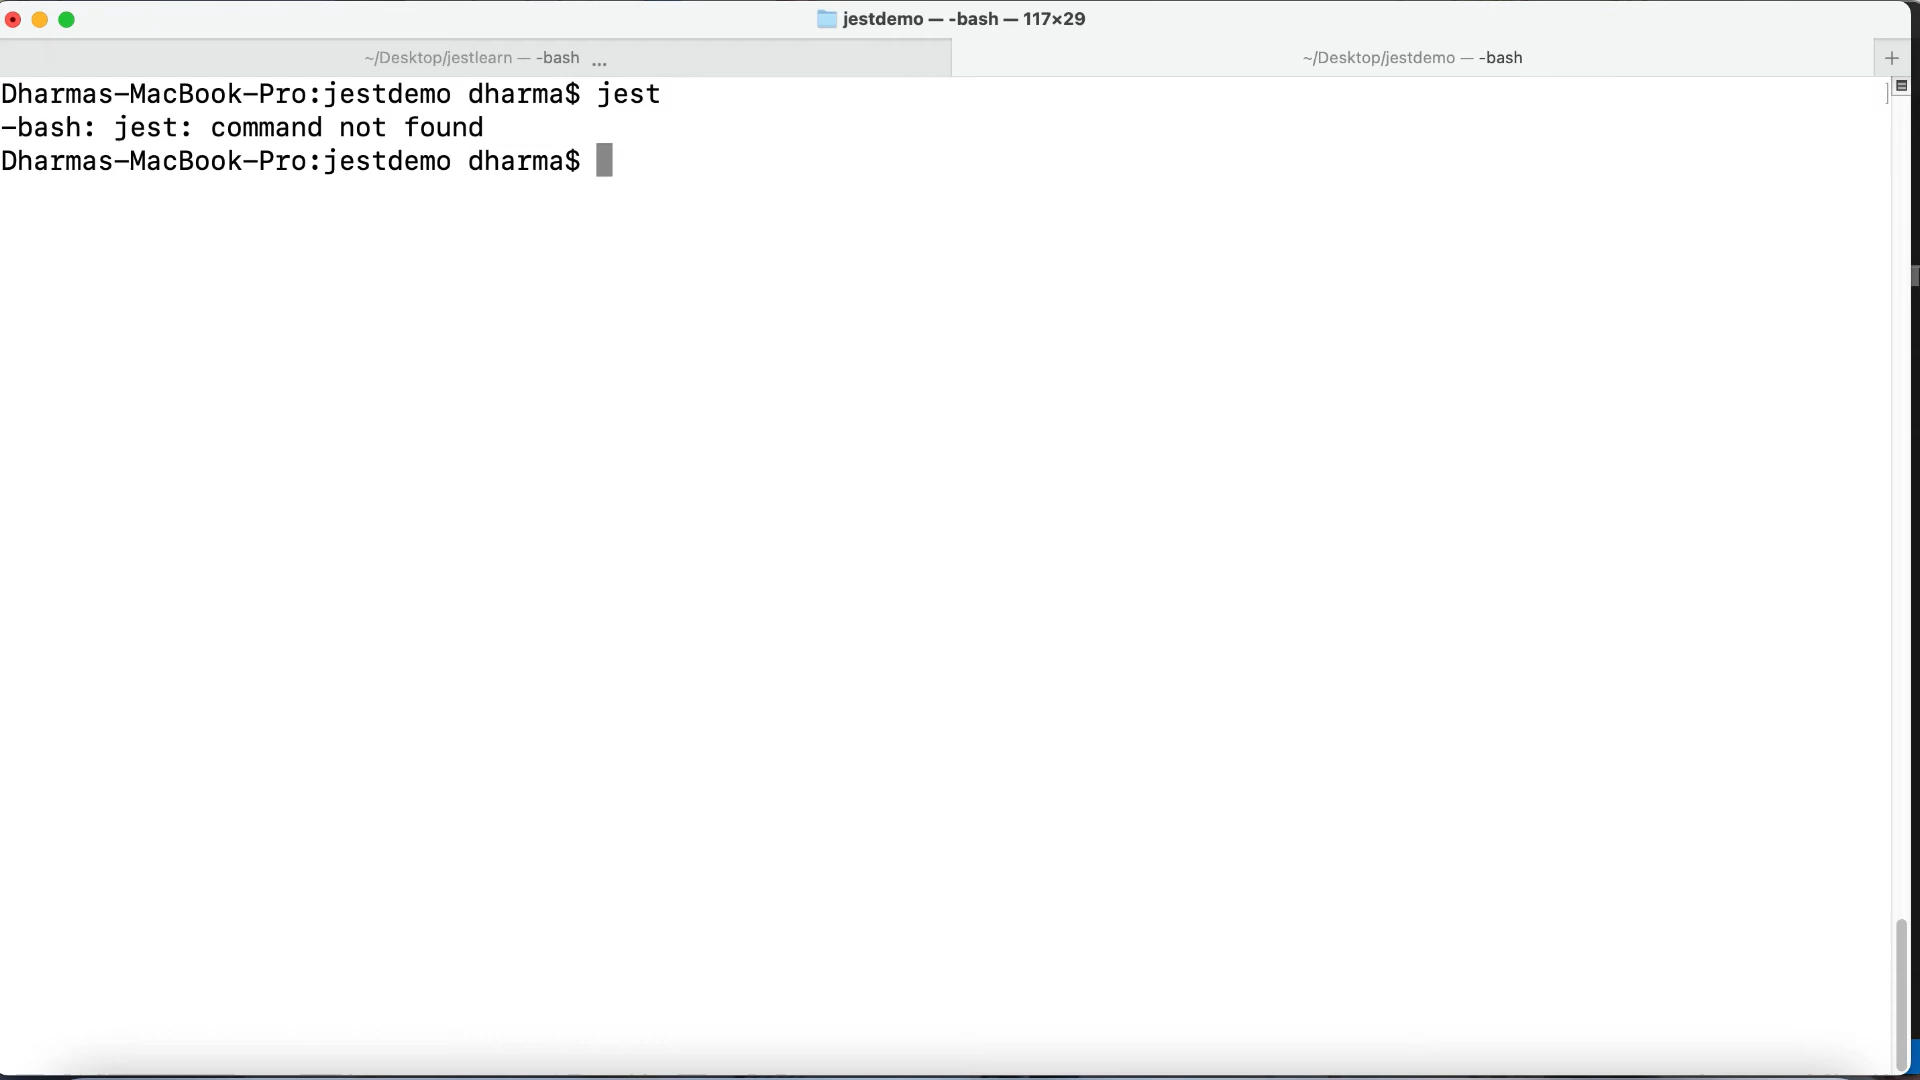 jestdemo — -bash — 117×29
~/Desktop/jestlearn — -bash ...
~/Desktop/jestdemo — -bash
Dharmas-MacBook-Pro:jestdemo dharma$ jest
-bash: jest: command not found
Dharmas-MacBook-Pro:jestdemo dharma$